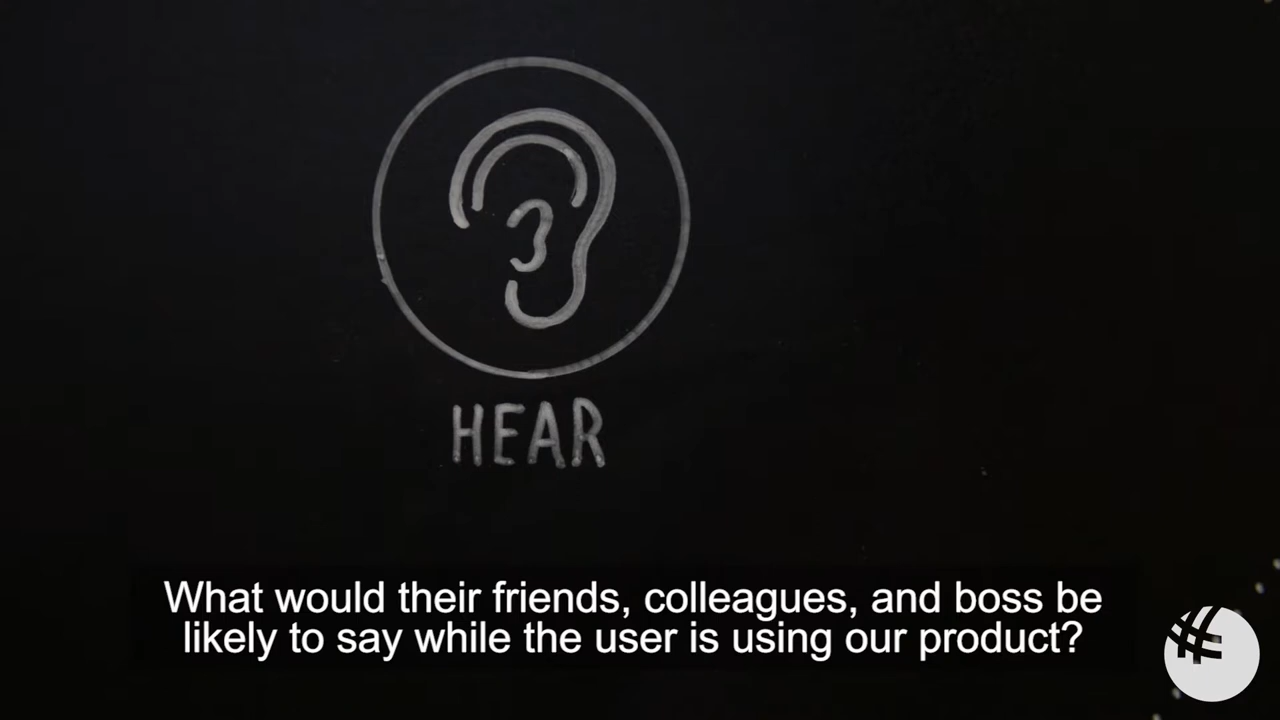 HEAR
What would their friends, colleagues, and boss be
likely to say while the user is using our product?